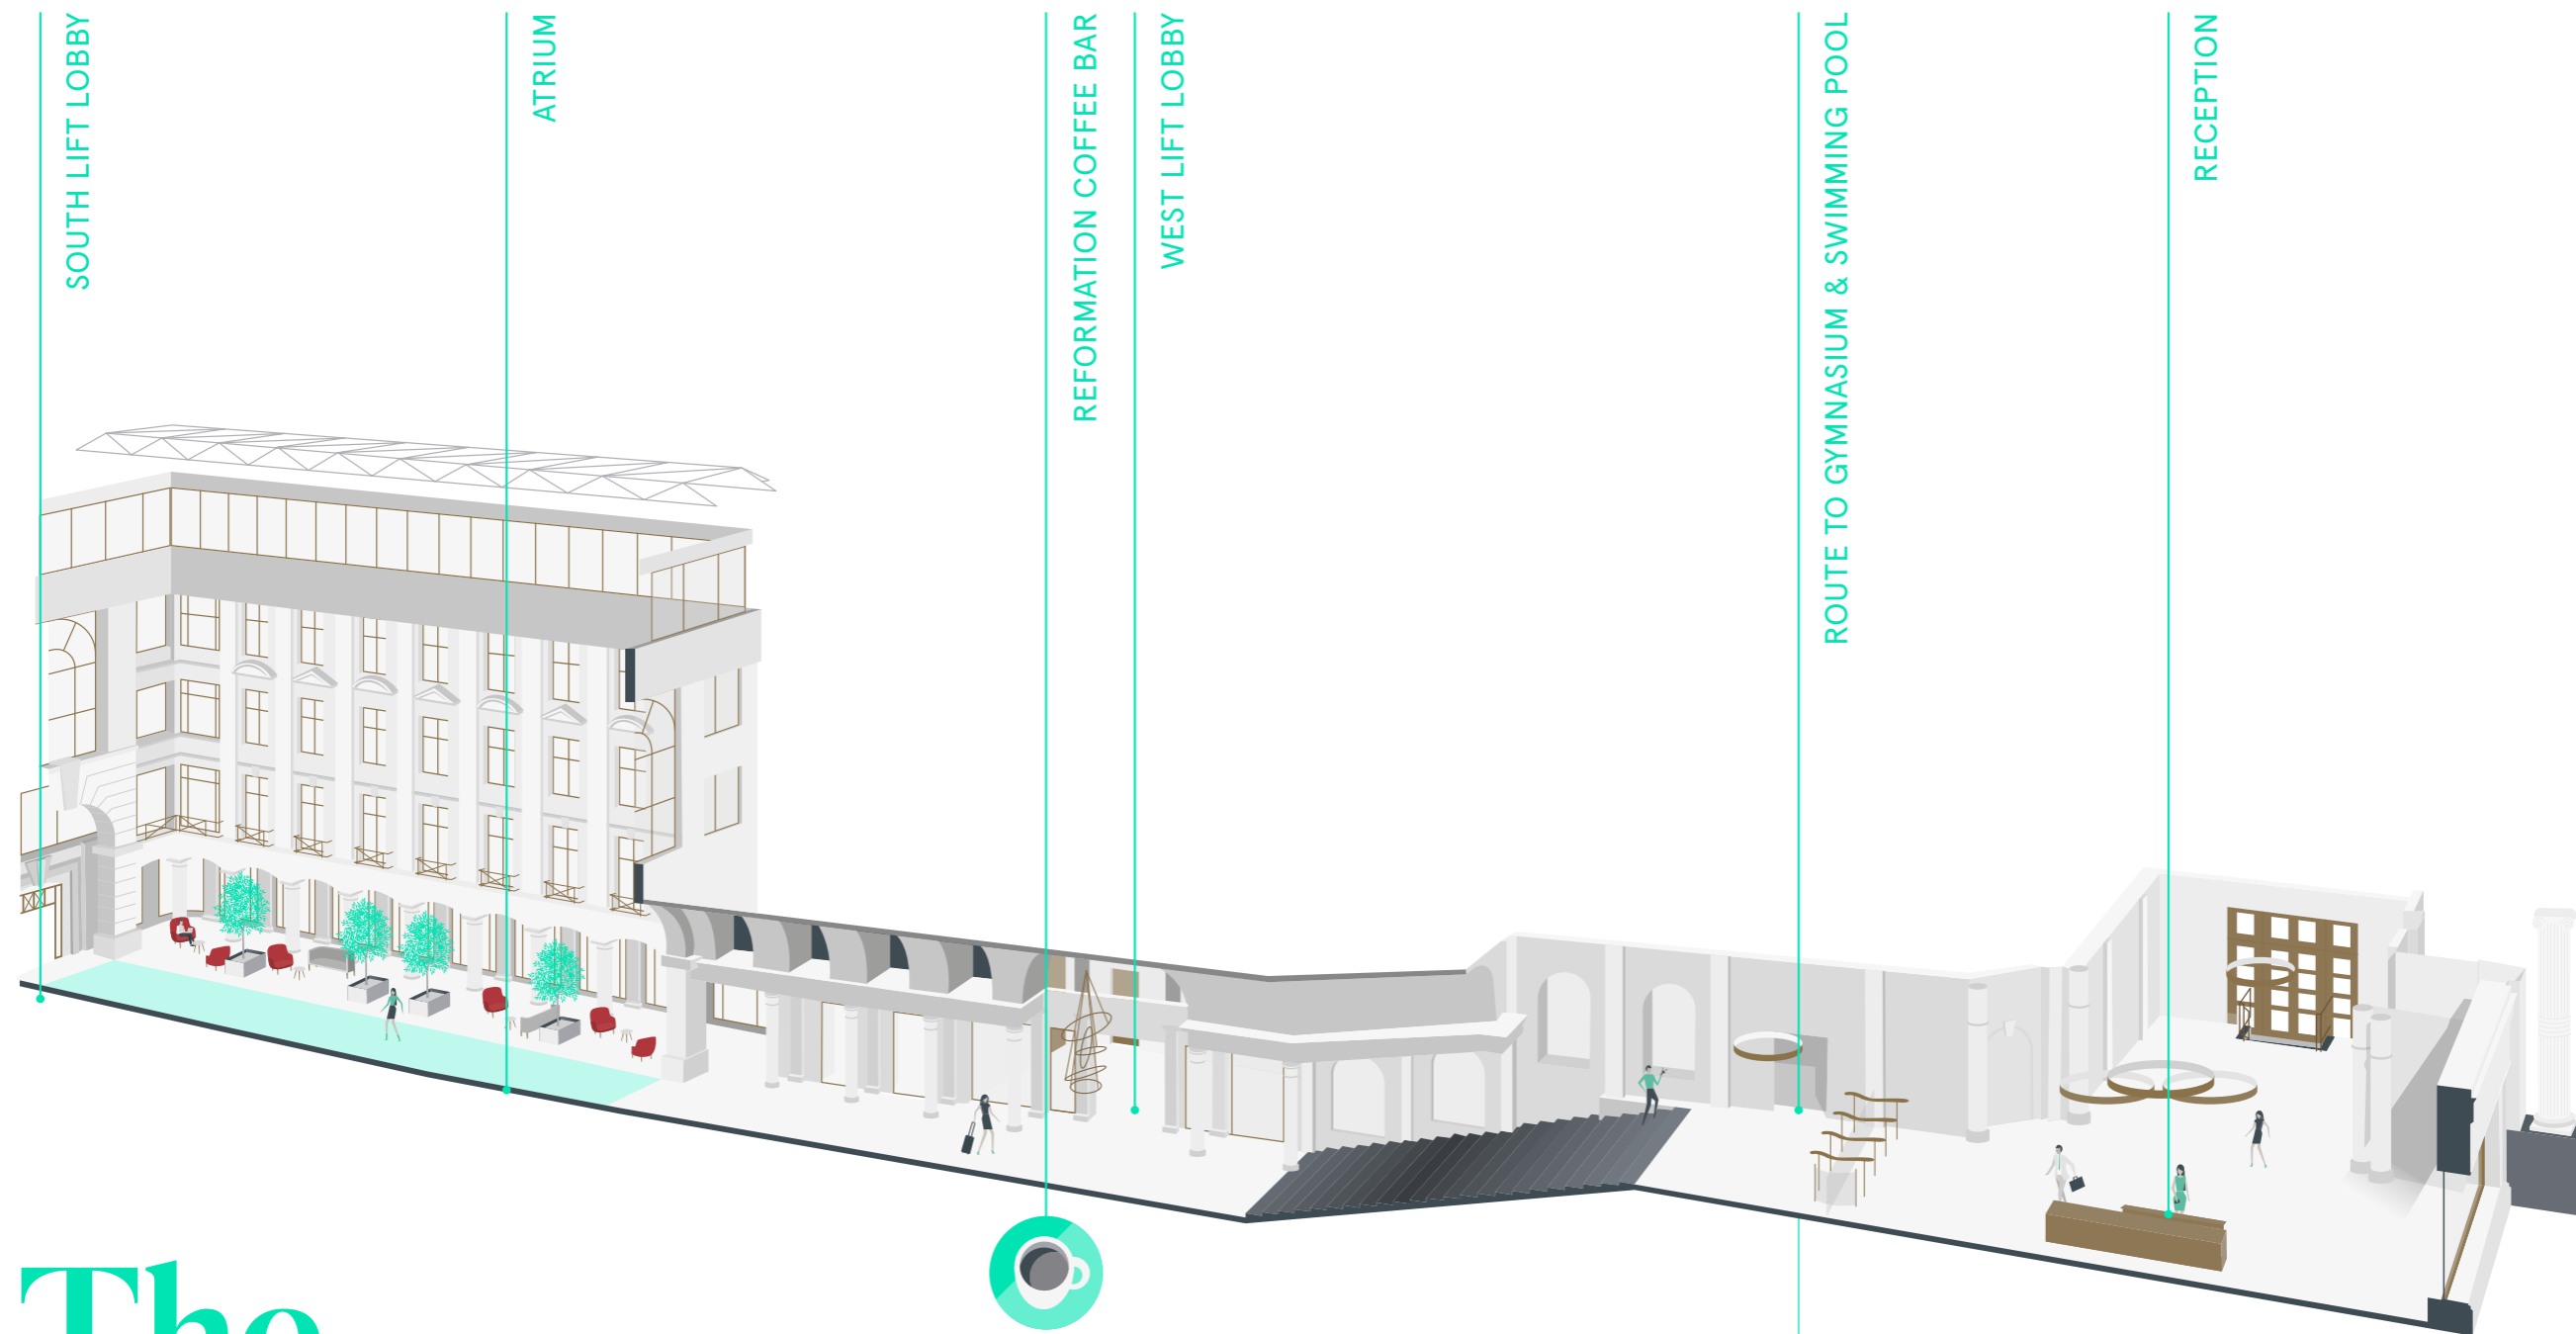 SOUTH LIFT LOBBY
ATRIUM
REFORMATION COFFEE BAR
WEST LIFT LOBBY
ROUTE TO GYMNASIUM & SWIMMING POOL
RECEPTION
The